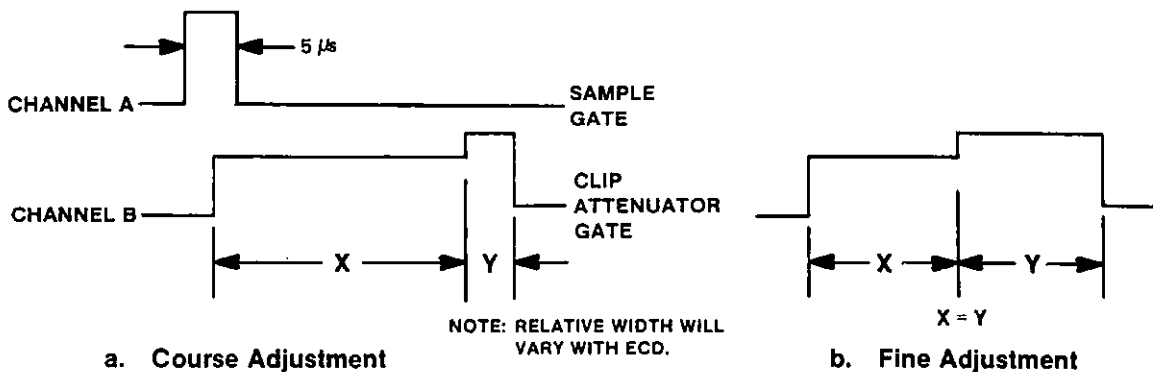 5 μs
CHANNEL A
SAMPLE
GATE
CHANNEL B
CLIP
ATTENUATOR
GATE
X
Y
X
Y
NOTE: RELATIVE WIDTH WILL
VARY WITH ECD.
X = Y
a. Course Adjustment
b. Fine Adjustment